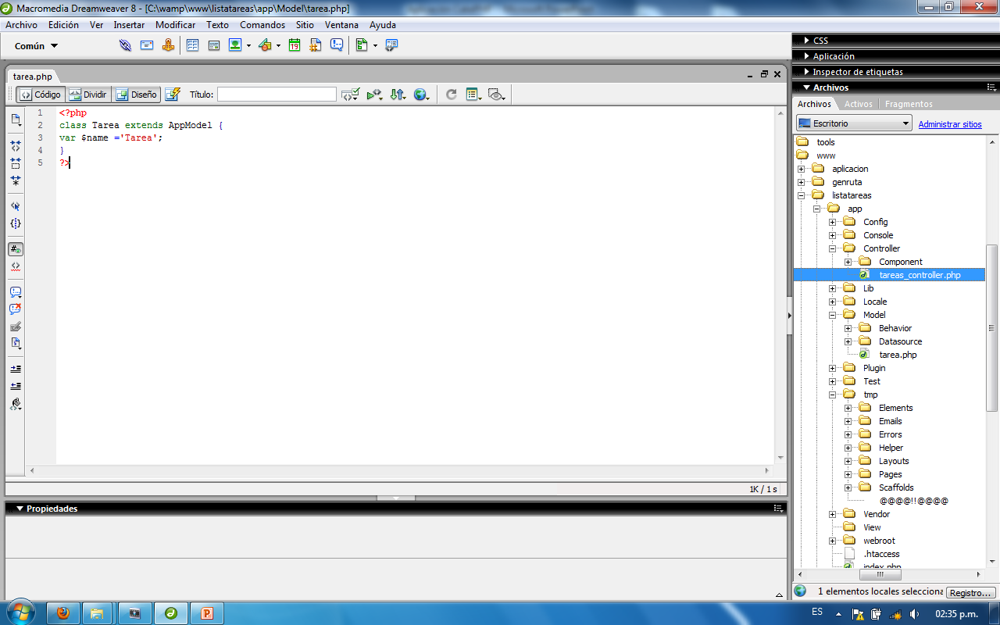 Macromedia Dreamweaver 8 - [C:\wamp\www\listatareas\app\Model\tarea.php]
Archivo Edición Ver Insertar Modificar Texto Comandos Sitio Ventana Ayuda
Común
tarea.php
Código Dividir Diseño Título:
1 <?php
2 class Tarea extends AppModel {
3 var $name ='Tarea';
4 }
5 ?>
1K / 1 s
Propiedades
CSS
Aplicación
Inspector de etiquetas
Archivos
Archivos Activos Fragmentos
Escritorio Administrar sitios
tools
www
aplicacion
genruta
listatareas
app
Config
Console
Controller
Component
tareas_controller.php
Lib
Locale
Model
Behavior
Datasource
tarea.php
Plugin
Test
tmp
Elements
Emails
Errors
Helper
Layouts
Pages
Scaffolds
@@@@!!@@@@
Vendor
View
webroot
.htaccess
index.php
1 elementos locales selecciona Registro...
ES 02:35 p.m.